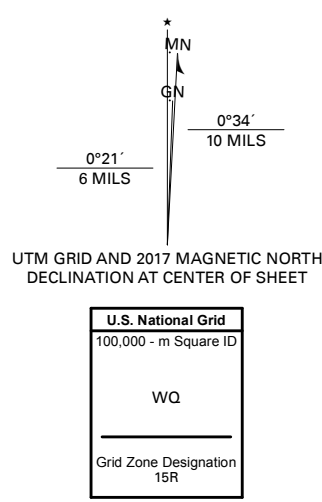 MN
GN
0°34´
10 MILS
0°21´
6 MILS
UTM GRID AND 2017 MAGNETIC NORTH
DECLINATION AT CENTER OF SHEET
U.S. National Grid
100,000 - m Square ID
WQ
Grid Zone Designation
15R